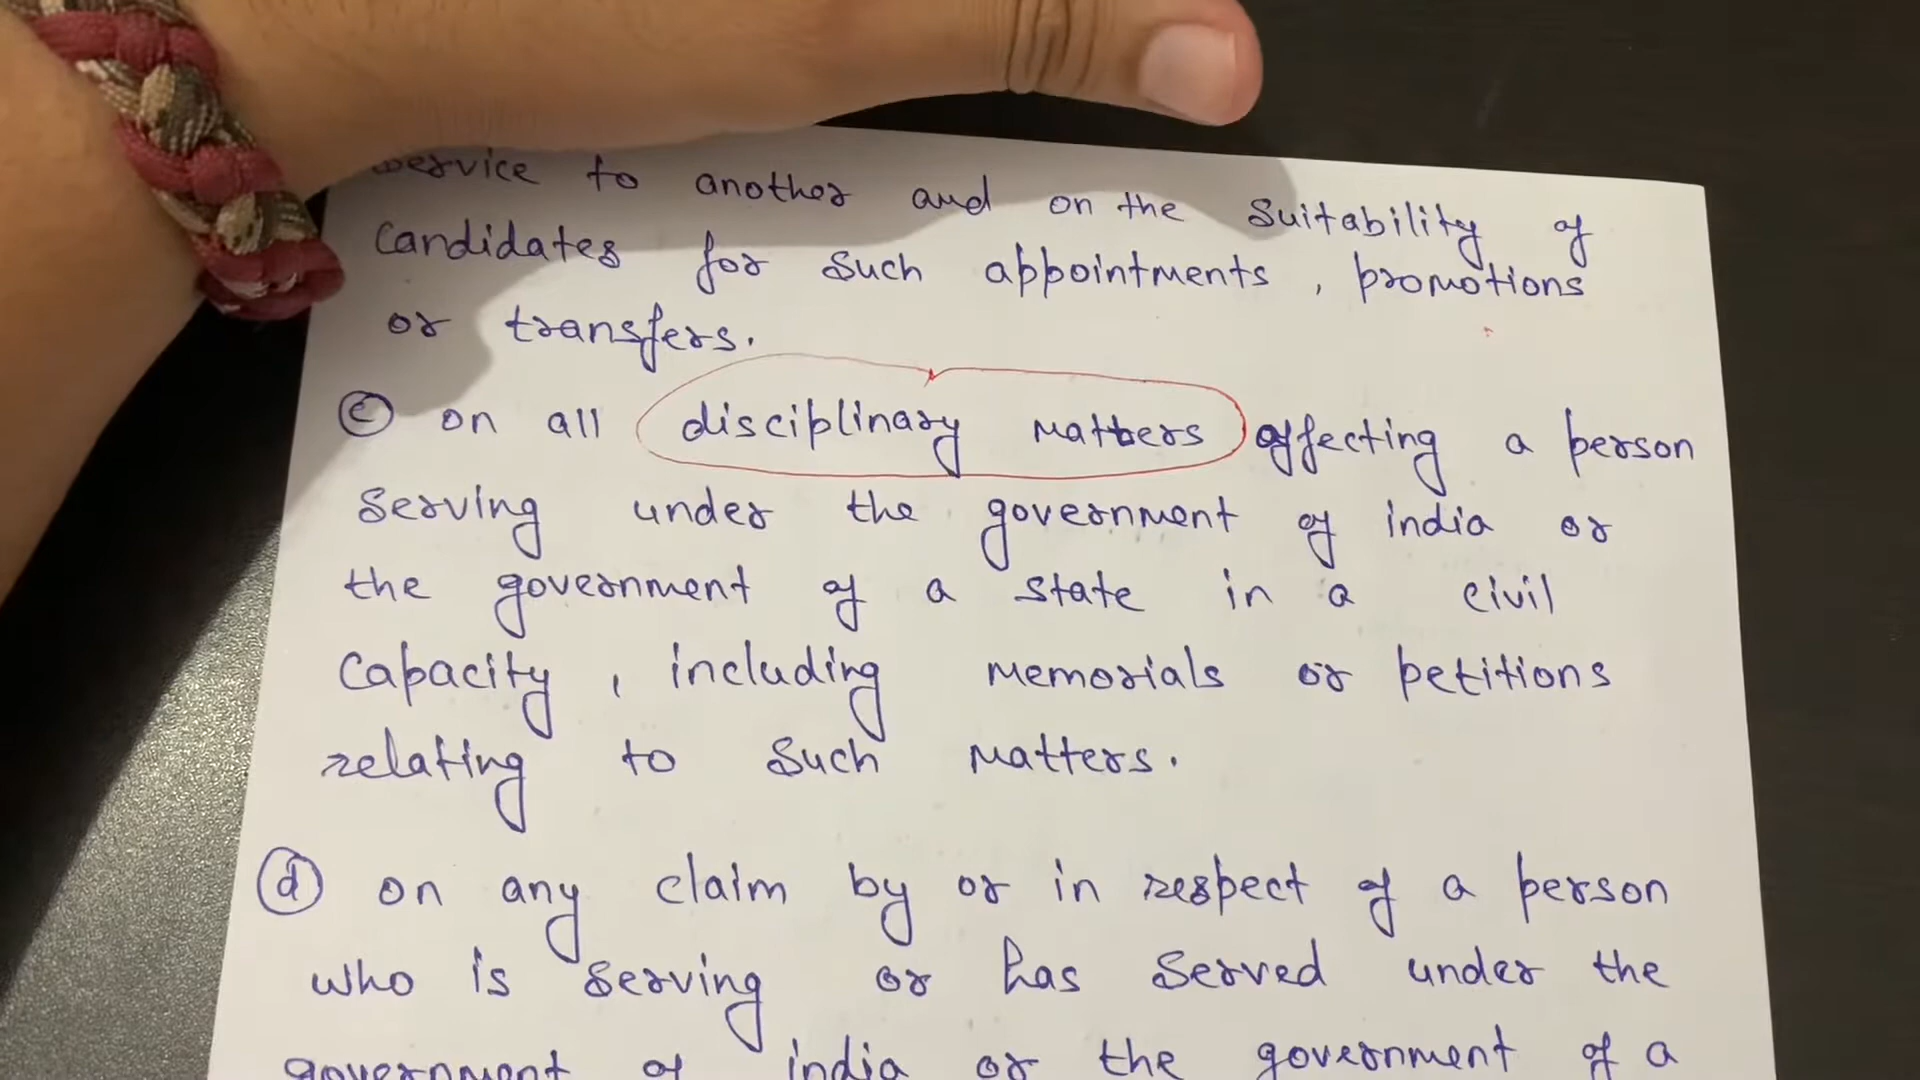 service to another and on the suitability of
candidates for such appointments, promotions
or transfers.
(c) on all disciplinary matters affecting a person
serving under the government of india or
the government of a state in a civil
capacity, including memorials or petitions
relating to such matters.
(d) on any claim by or in respect of a person
who is serving or has served under the
government of india or the government of a